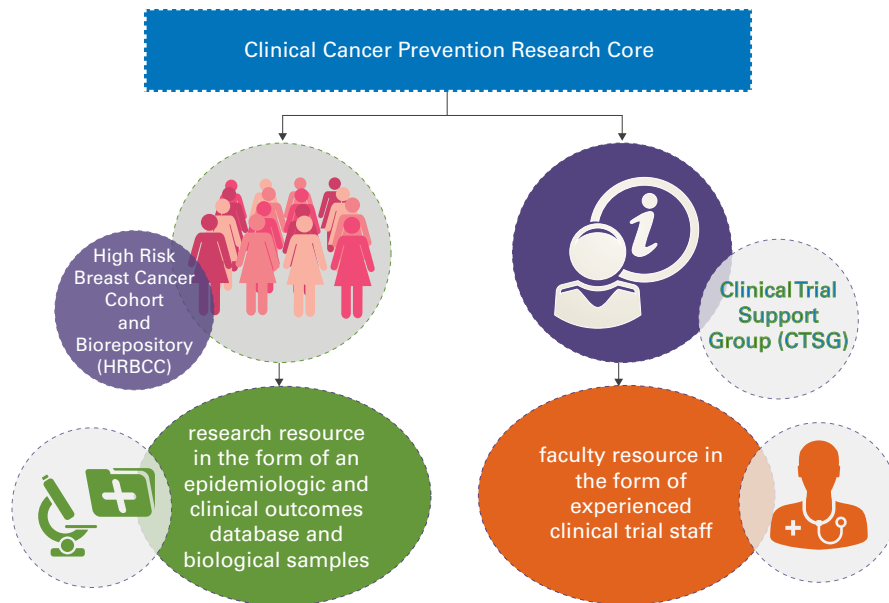 Clinical Cancer Prevention Research Core
High Risk
Breast Cancer
Cohort
and
Biorepository
(HRBCC)
i
Clinical Trial
Support
Group (CTSG)
research resource
in the form of an
epidemiologic and
clinical outcomes
database and
biological samples
faculty resource in
the form of
experienced
clinical trial staff